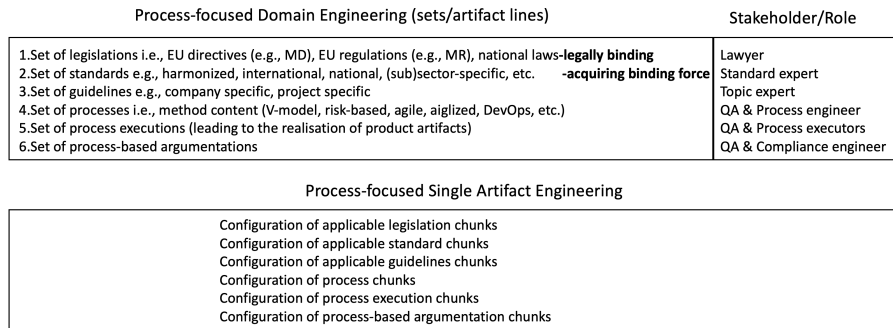 Process-focused Domain Engineering (sets/artifact lines) Stakeholder/Role
1.Set of legislations i.e., EU directives (e.g., MD), EU regulations (e.g., MR), national laws-legally binding Lawyer
2.Set of standards e.g., harmonized, international, national, (sub)sector-specific, etc. -acquiring binding force Standard expert
3.Set of guidelines e.g., company specific, project specific Topic expert
4.Set of processes i.e., method content (V-model, risk-based, agile, aiglized, DevOps, etc.) QA & Process engineer
5.Set of process executions (leading to the realisation of product artifacts) QA & Process executors
6.Set of process-based argumentations QA & Compliance engineer
Process-focused Single Artifact Engineering
Configuration of applicable legislation chunks
Configuration of applicable standard chunks
Configuration of applicable guidelines chunks
Configuration of process chunks
Configuration of process execution chunks
Configuration of process-based argumentation chunks